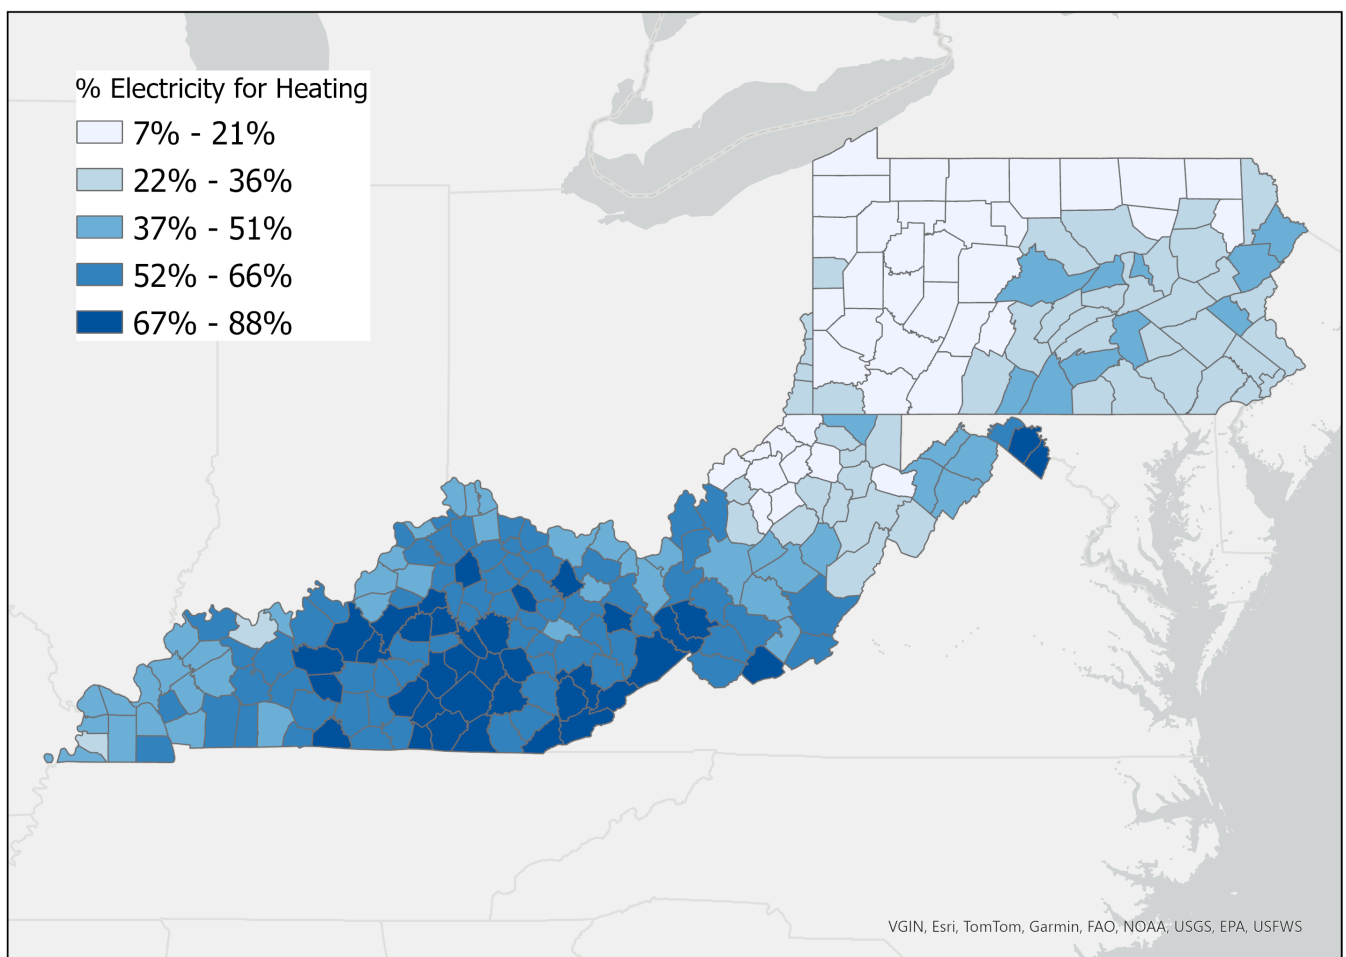 % Electricity for Heating
7% - 21%
22% - 36%
37% - 51%
52% - 66%
67% - 88%
VGIN, Esri, TomTom, Garmin, FAO, NOAA, USGS, EPA, USFWS